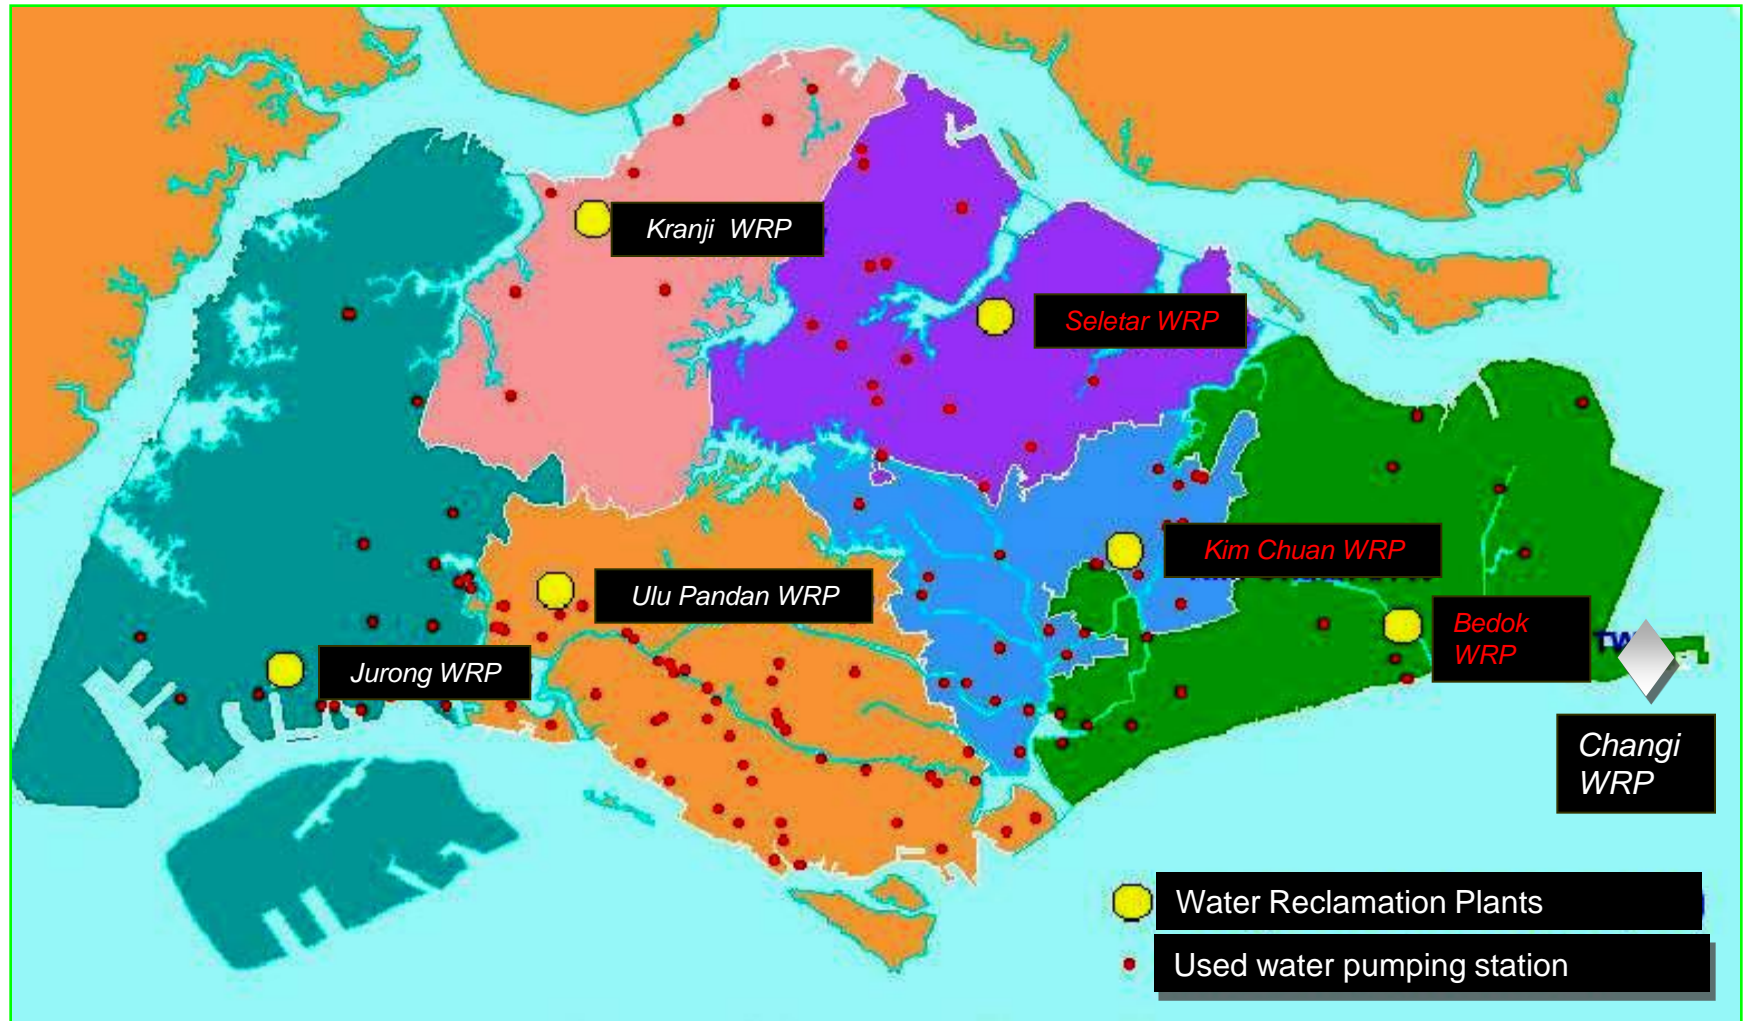 Kranji WRP
Seletar WRP
Kim Chuan WRP
Ulu Pandan WRP
Bedok
WRP
Jurong WRP
Changi
WRP
Water Reclamation Plants
Used water pumping station